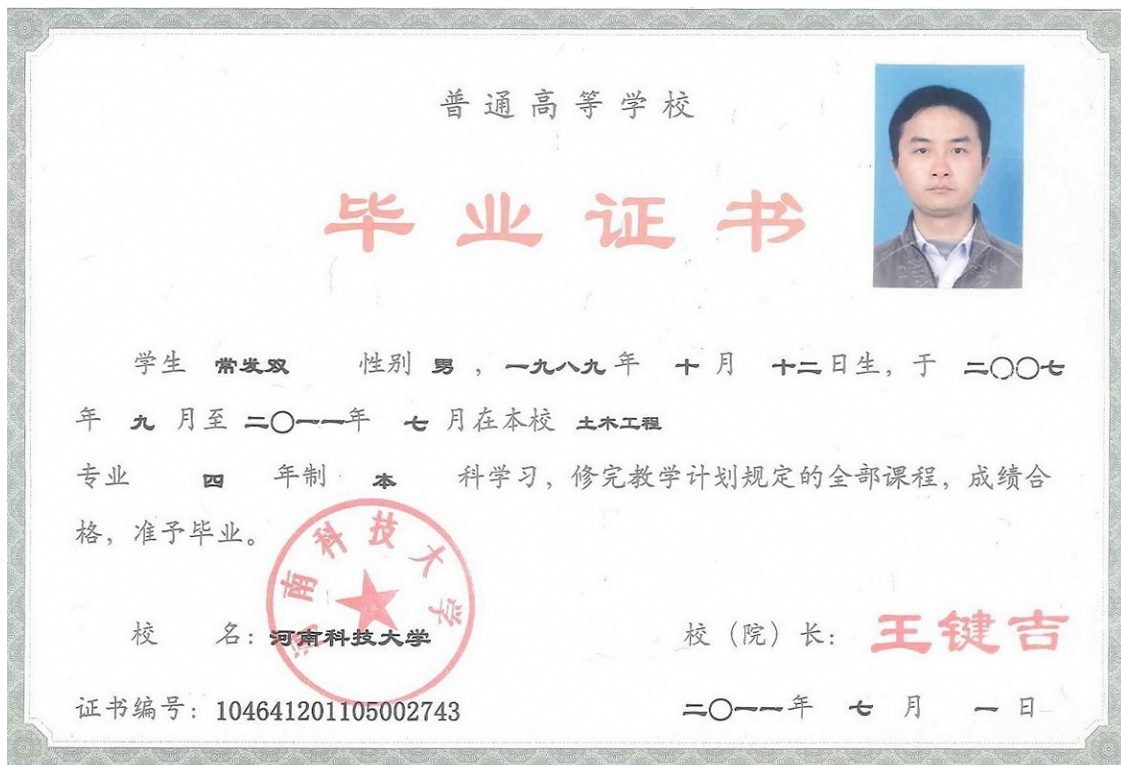 普通高等学校
毕业证书
学生 常发双 性别 男，一九八九年 十月 十二日生，于 二〇〇七
年 九 月至 二〇一一年 七 月在本校 土木工程
专业 四 年制 本 科学习，修完教学计划规定的全部课程，成绩合
格，准予毕业。
河南科技大学
校 名：河南科技大学
校（院）长：王键吉
证书编号：104641201105002743
二〇一一年 七 月 一 日